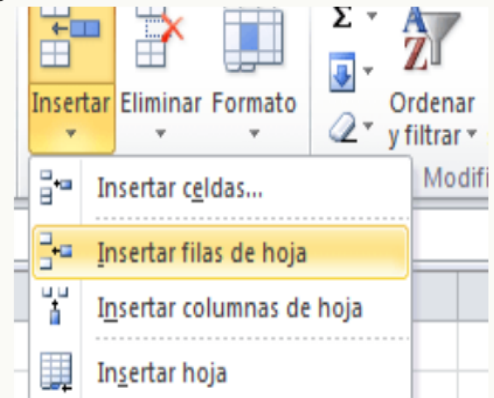 Σ
A
Z
Insertar Eliminar Formato
Ordenar
y filtrar
Modifi
Insertar celdas...
Insertar filas de hoja
Insertar columnas de hoja
Insertar hoja